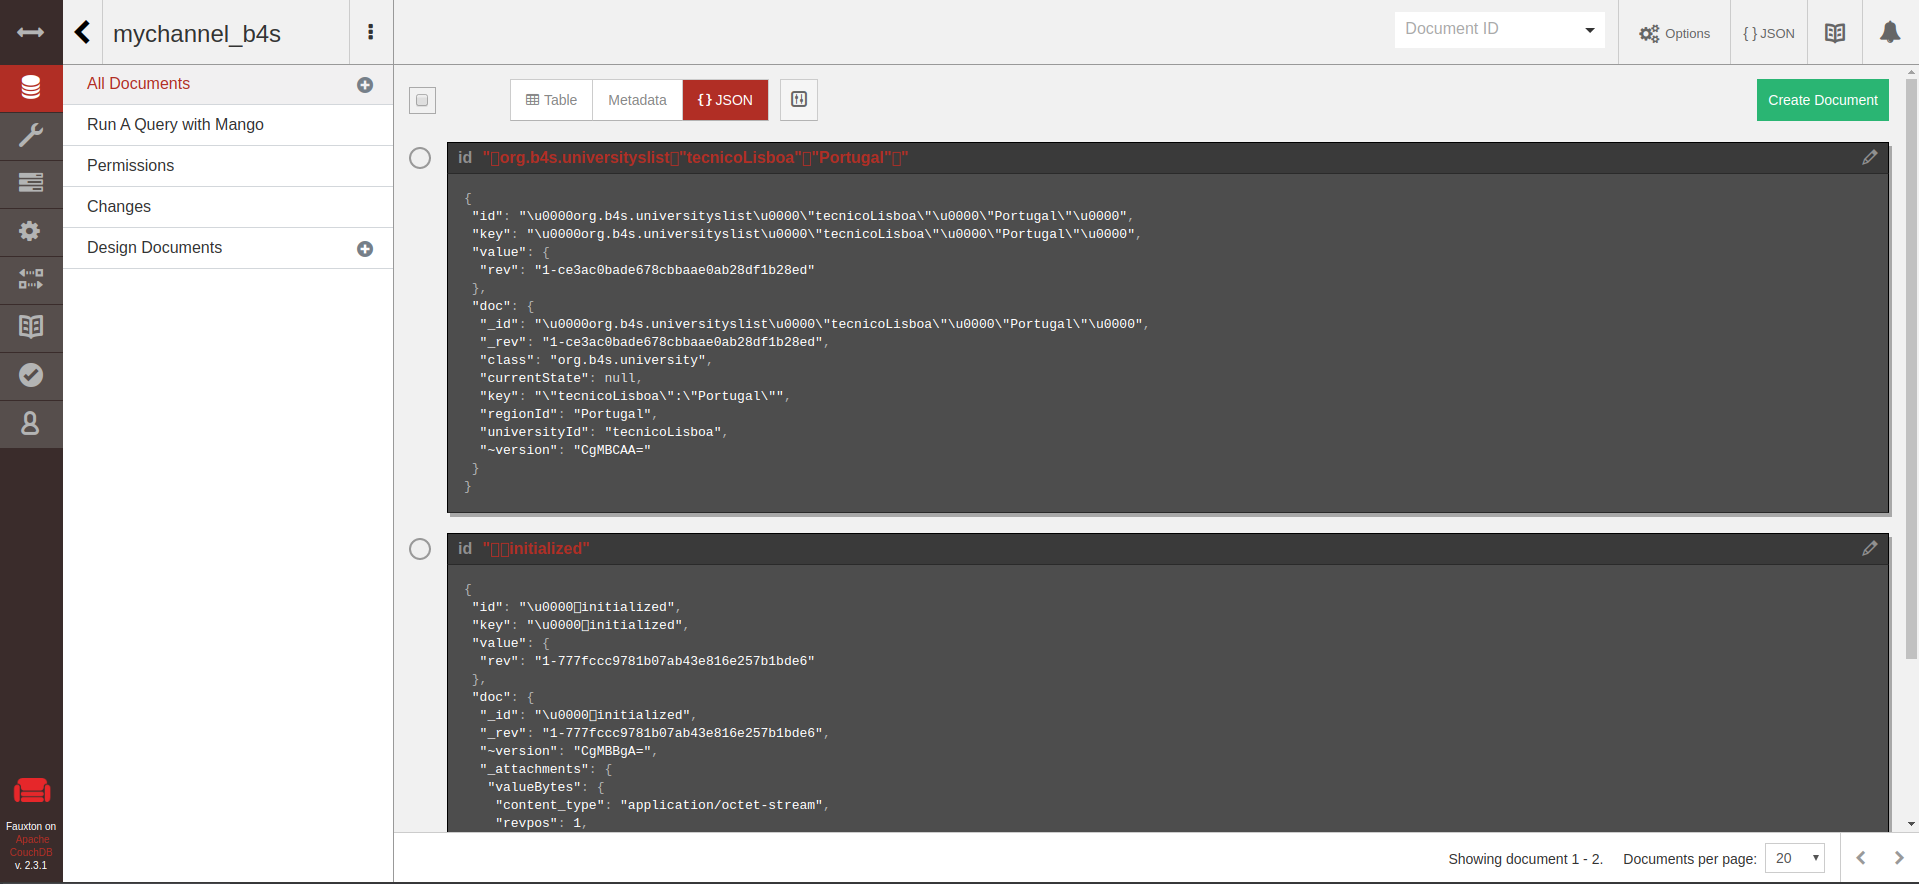 mychannel_b4s
Document ID
Options
{ } JSON
All Documents
Run A Query with Mango
Permissions
Changes
Design Documents
Table
Metadata
{ } JSON
Create Document
id "▯org.b4s.universityslist▯"tecnicoLisboa"▯"Portugal"▯"
{
"id": "\u0000org.b4s.universityslist\u0000\"tecnicoLisboa\"\u0000\"Portugal\"\u0000",
"key": "\u0000org.b4s.universityslist\u0000\"tecnicoLisboa\"\u0000\"Portugal\"\u0000",
"value": {
"rev": "1-ce3ac0bade678cbbaae0ab28df1b28ed"
},
"doc": {
"_id": "\u0000org.b4s.universityslist\u0000\"tecnicoLisboa\"\u0000\"Portugal\"\u0000",
"_rev": "1-ce3ac0bade678cbbaae0ab28df1b28ed",
"class": "org.b4s.university",
"currentState": null,
"key": "\"tecnicoLisboa\":\"Portugal\"",
"regionId": "Portugal",
"universityId": "tecnicoLisboa",
"~version": "CgMBCAA="
}
}
id "▯▯initialized"
{
"id": "\u0000▯initialized",
"key": "\u0000▯initialized",
"value": {
"rev": "1-777fccc9781b07ab43e816e257b1bde6"
},
"doc": {
"_id": "\u0000▯initialized",
"_rev": "1-777fccc9781b07ab43e816e257b1bde6",
"~version": "CgMBBgA=",
"_attachments": {
"valueBytes": {
"content_type": "application/octet-stream",
"revpos": 1,
Fauxton on
Apache
CouchDB
v. 2.3.1
Showing document 1 - 2.
Documents per page:
20